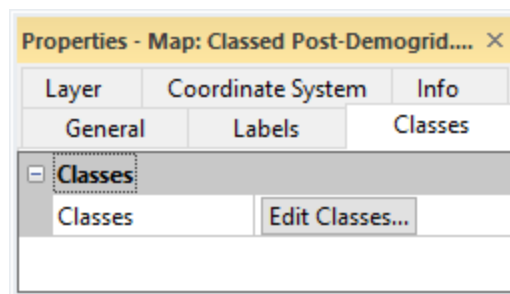 Properties - Map: Classed Post-Demogrid....
Layer Coordinate System Info
General Labels Classes
Classes
Classes Edit Classes...